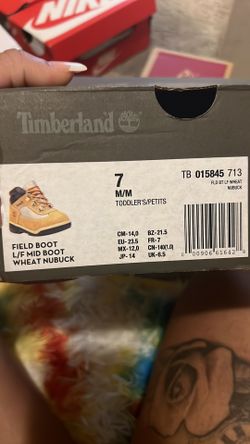 NIKE
Timberland
7
M/M
TODDLER'S/PETITS
TB 015845 713
FLD BT LF WHEAT
NUBUCK
FIELD BOOT
L/F MID BOOT
WHEAT NUBUCK
CM-14,0 BZ-21.5
EU-23.5 FR-7
MX-12,0 CN-140(1.0)
JP-14 UK-6.5